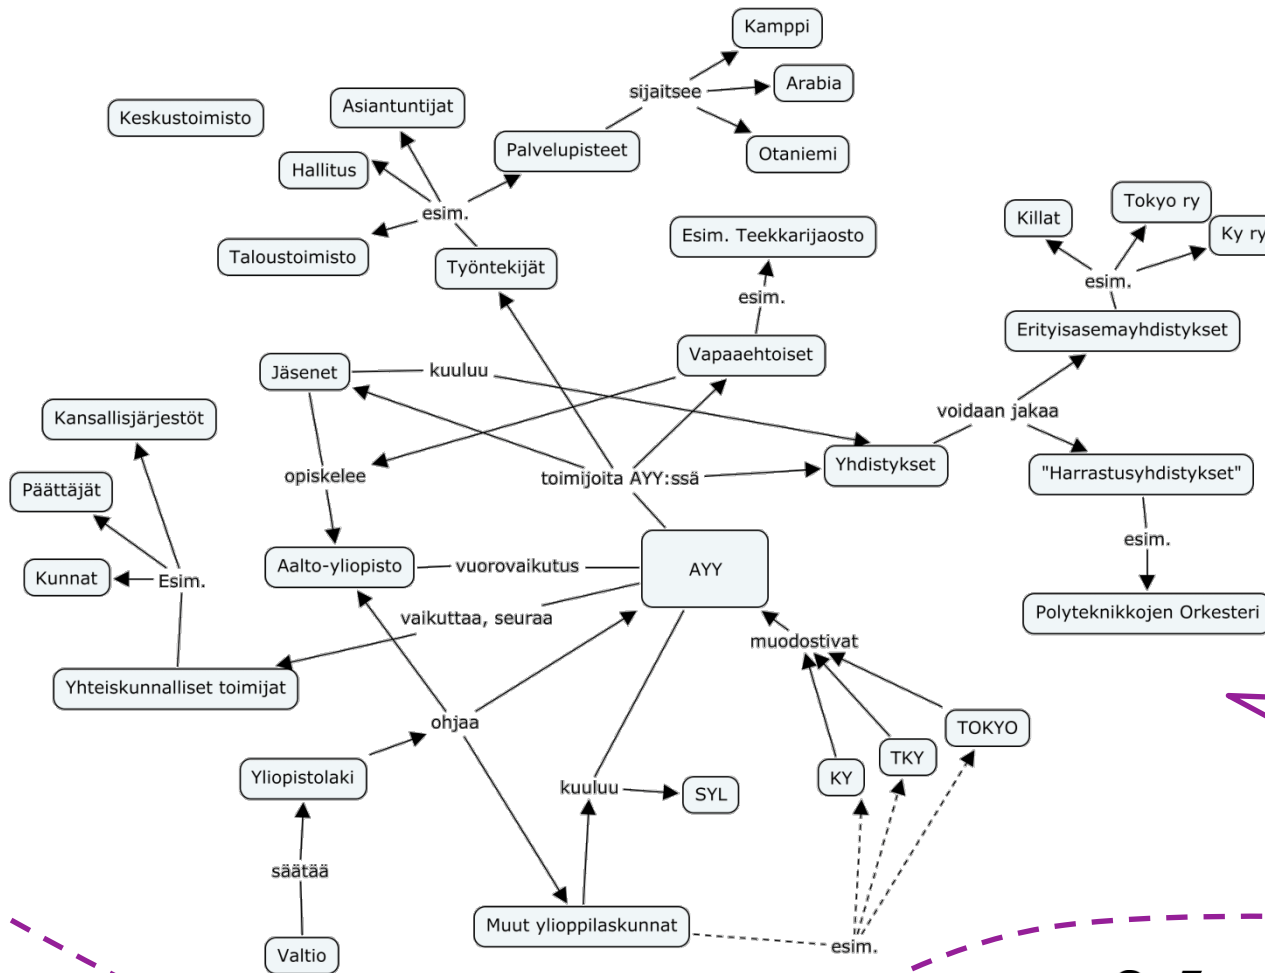 Kamppi
sijaitsee
Arabia
Keskustoimisto
Asiantuntijat
Palvelupisteet
Otaniemi
Hallitus
esim.
Taloustoimisto
Työntekijät
Esim. Teekkarijaosto
Killat
Tokyo ry
Ky ry
esim.
esim.
Erityisasemayhdistykset
Jäsenet
kuuluu
Vapaaehtoiset
voidaan jakaa
Kansallisjärjestöt
opiskelee
toimijoita AYY:ssä
Yhdistykset
"Harrastusyhdistykset"
Päättäjät
esim.
Kunnat
Esim.
Aalto-yliopisto
vuorovaikutus
AYY
Polyteknikkojen Orkesteri
vaikuttaa, seuraa
muodostivat
Yhteiskunnalliset toimijat
ohjaa
TOKYO
TKY
KY
Yliopistolaki
kuuluu
SYL
säätää
Muut ylioppilaskunnat
esim.
Valtio